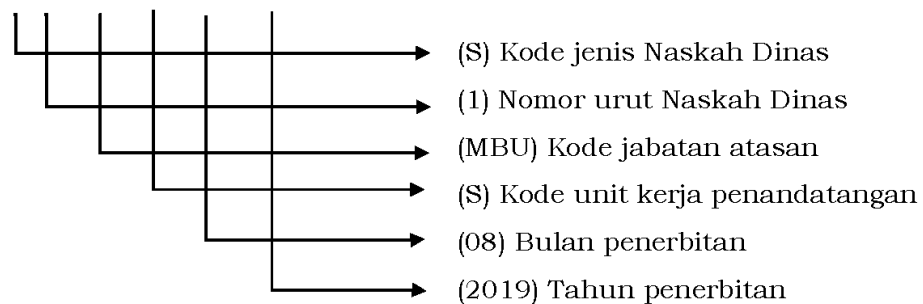 (S) Kode jenis Naskah Dinas
(1) Nomor urut Naskah Dinas
(MBU) Kode jabatan atasan
(S) Kode unit kerja penandatangan
(08) Bulan penerbitan
(2019) Tahun penerbitan